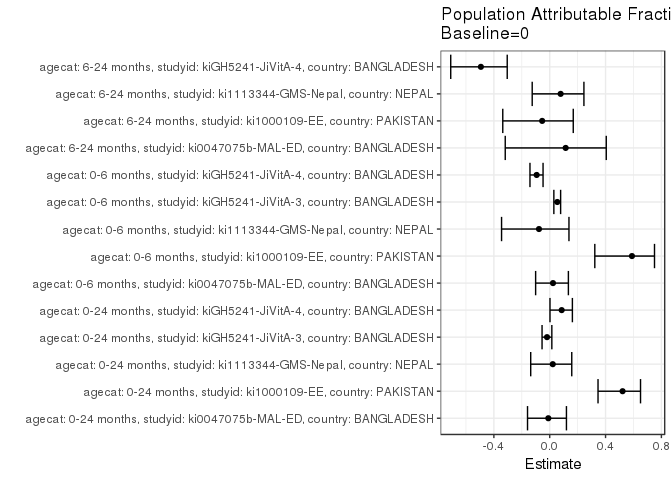 Population Attributable Fracti
Baseline=0
agecat: 6-24 months, studyid: kiGH5241-JiVitA-4, country: BANGLADESH
agecat: 6-24 months, studyid: ki1113344-GMS-Nepal, country: NEPAL
agecat: 6-24 months, studyid: ki1000109-EE, country: PAKISTAN
agecat: 6-24 months, studyid: ki0047075b-MAL-ED, country: BANGLADESH
agecat: 0-6 months, studyid: kiGH5241-JiVitA-4, country: BANGLADESH
agecat: 0-6 months, studyid: kiGH5241-JiVitA-3, country: BANGLADESH
agecat: 0-6 months, studyid: ki1113344-GMS-Nepal, country: NEPAL
agecat: 0-6 months, studyid: ki1000109-EE, country: PAKISTAN
agecat: 0-6 months, studyid: ki0047075b-MAL-ED, country: BANGLADESH
agecat: 0-24 months, studyid: kiGH5241-JiVitA-4, country: BANGLADESH
agecat: 0-24 months, studyid: kiGH5241-JiVitA-3, country: BANGLADESH
agecat: 0-24 months, studyid: ki1113344-GMS-Nepal, country: NEPAL
agecat: 0-24 months, studyid: ki1000109-EE, country: PAKISTAN
agecat: 0-24 months, studyid: ki0047075b-MAL-ED, country: BANGLADESH
-0.4 0.0 0.4 0.8
Estimate